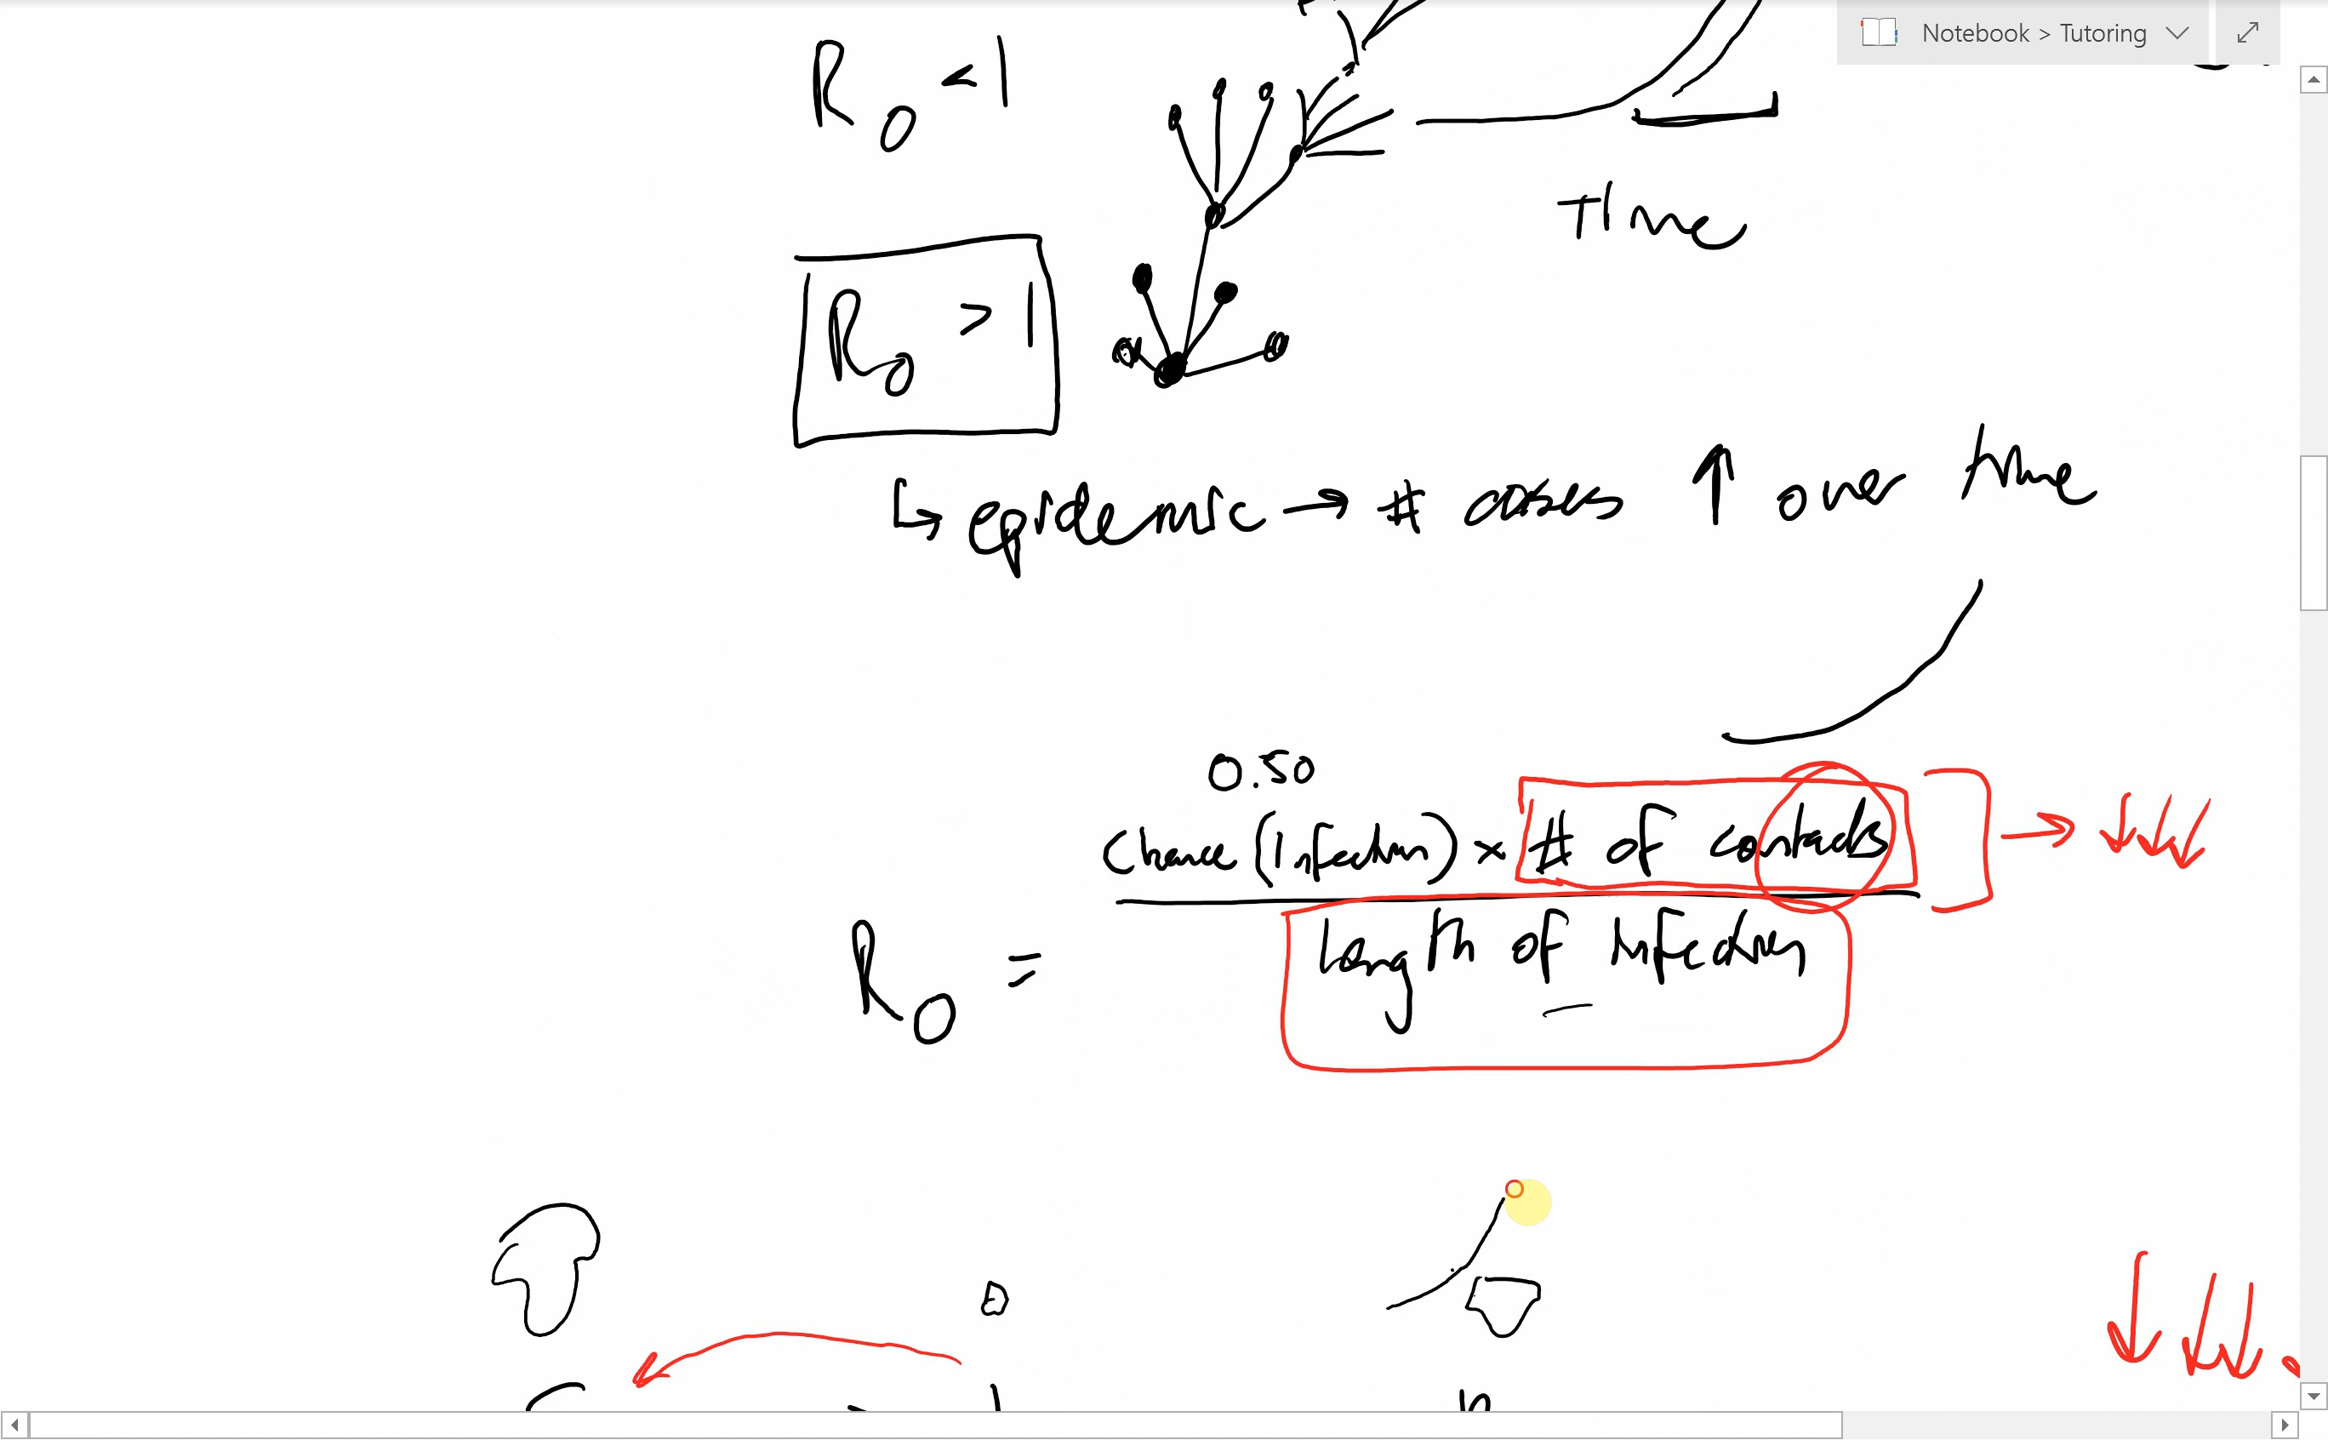 Notebook > Tutoring
R0 < 1
Time
R0 > 1
↳ epidemic → # cases ↑ over time
0.50
Chance (Infection) × # of contacts → ↓↓↓
R0 =
length of infection